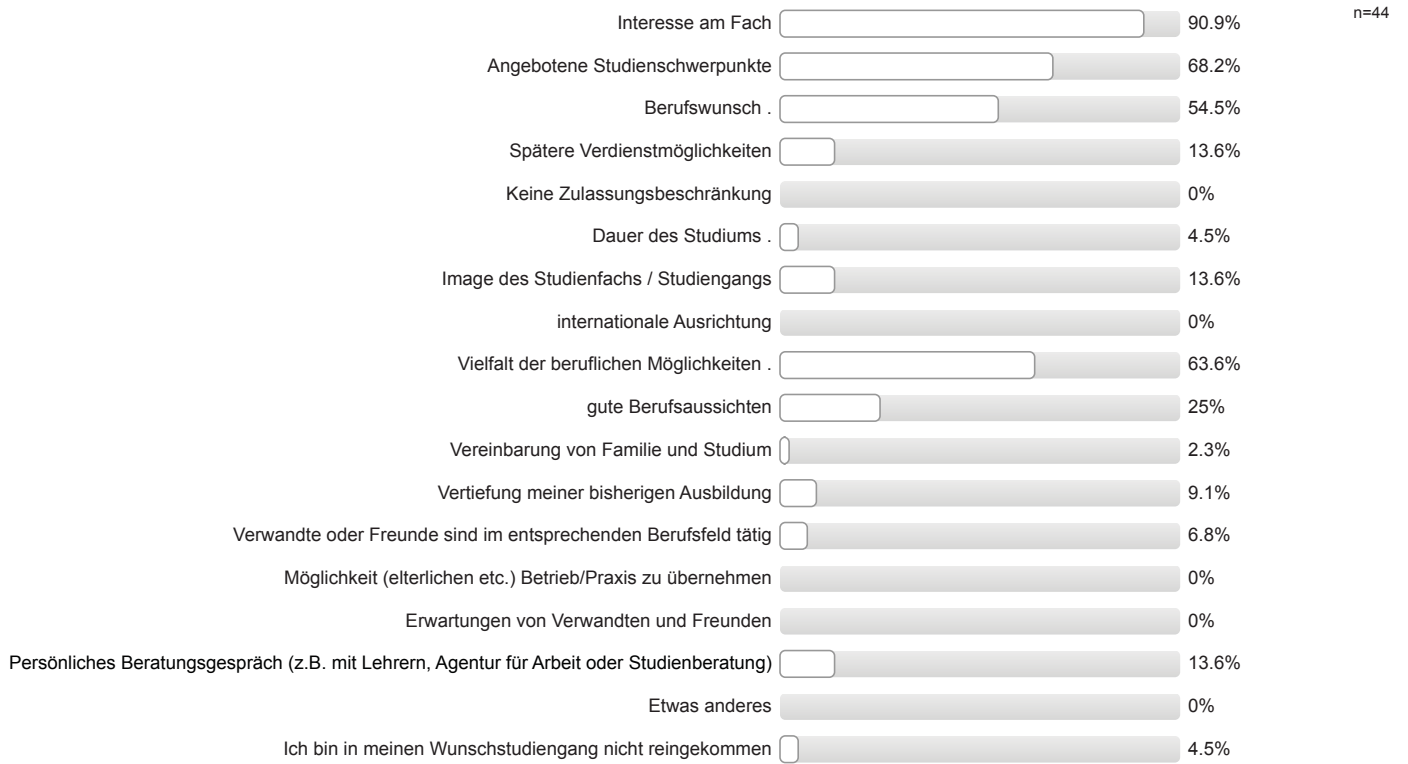 n=44
Interesse am Fach 90.9%
Angebotene Studienschwerpunkte 68.2%
Berufswunsch . 54.5%
Spätere Verdienstmöglichkeiten 13.6%
Keine Zulassungsbeschränkung 0%
Dauer des Studiums . 4.5%
Image des Studienfachs / Studiengangs 13.6%
internationale Ausrichtung 0%
Vielfalt der beruflichen Möglichkeiten . 63.6%
gute Berufsaussichten 25%
Vereinbarung von Familie und Studium 2.3%
Vertiefung meiner bisherigen Ausbildung 9.1%
Verwandte oder Freunde sind im entsprechenden Berufsfeld tätig 6.8%
Möglichkeit (elterlichen etc.) Betrieb/Praxis zu übernehmen 0%
Erwartungen von Verwandten und Freunden 0%
Persönliches Beratungsgespräch (z.B. mit Lehrern, Agentur für Arbeit oder Studienberatung) 13.6%
Etwas anderes 0%
Ich bin in meinen Wunschstudiengang nicht reingekommen 4.5%